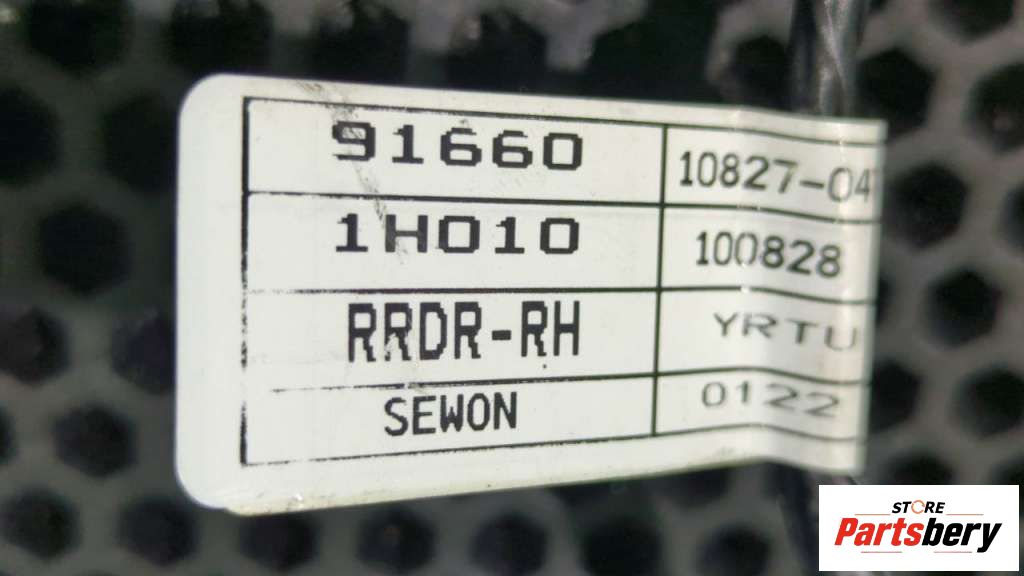 91660
10827-04
1H010
100828
RRDR-RH
YRTU
SEWON
0122
STORE
Partsbery